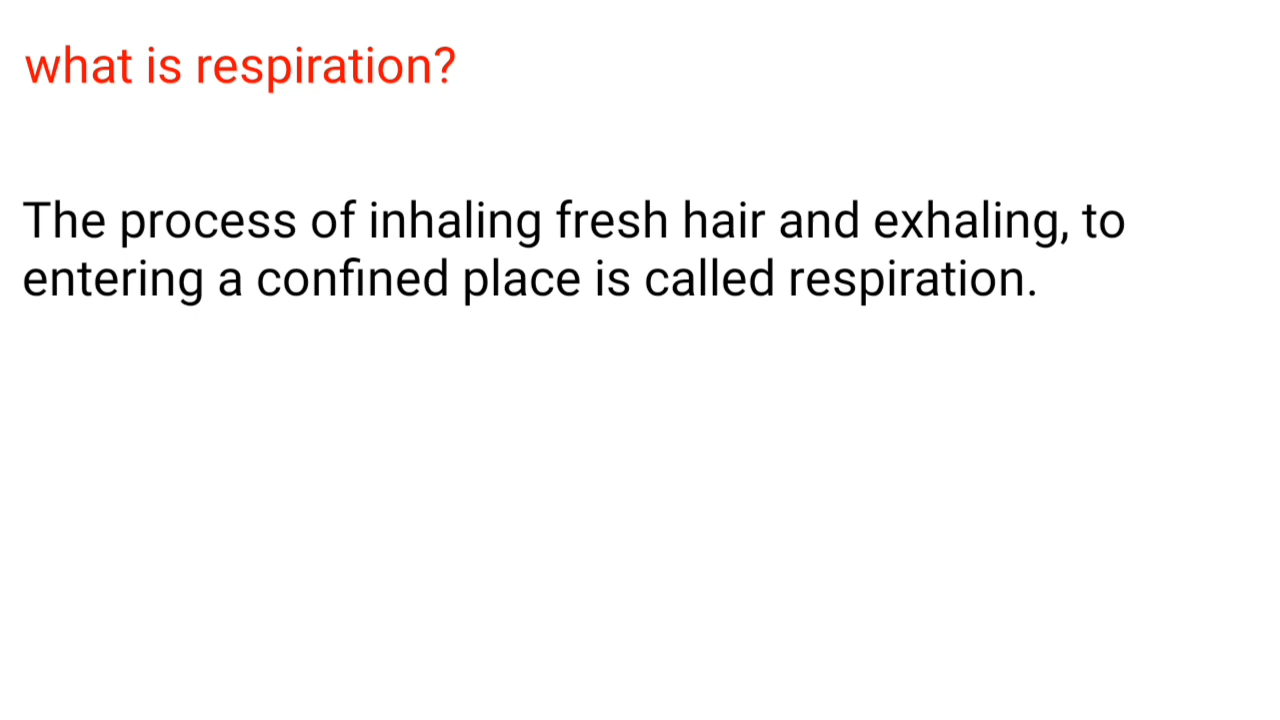 what is respiration?
The process of inhaling fresh hair and exhaling, to
entering a confined place is called respiration.